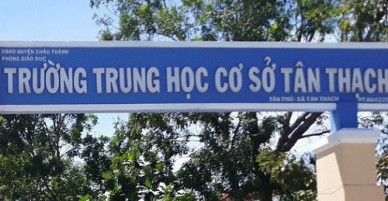 UBND HUYỆN CHÂU THÀNH
PHÒNG GIÁO DỤC
TRƯỜNG TRUNG HỌC CƠ SỞ TÂN THẠCH
TÂN PHÚ - XÃ TÂN THẠCH